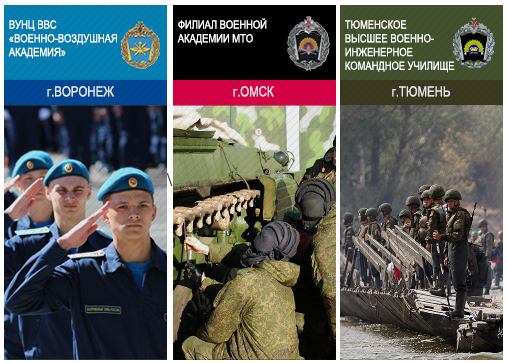 ВУНЦ ВВС
«ВОЕННО-ВОЗДУШНАЯ
АКАДЕМИЯ»
г.ВОРОНЕЖ
ФИЛИАЛ ВОЕННОЙ
АКАДЕМИИ МТО
г.ОМСК
ТЮМЕНСКОЕ
ВЫСШЕЕ ВОЕННО-
ИНЖЕНЕРНОЕ
КОМАНДНОЕ УЧИЛИЩЕ
г.ТЮМЕНЬ